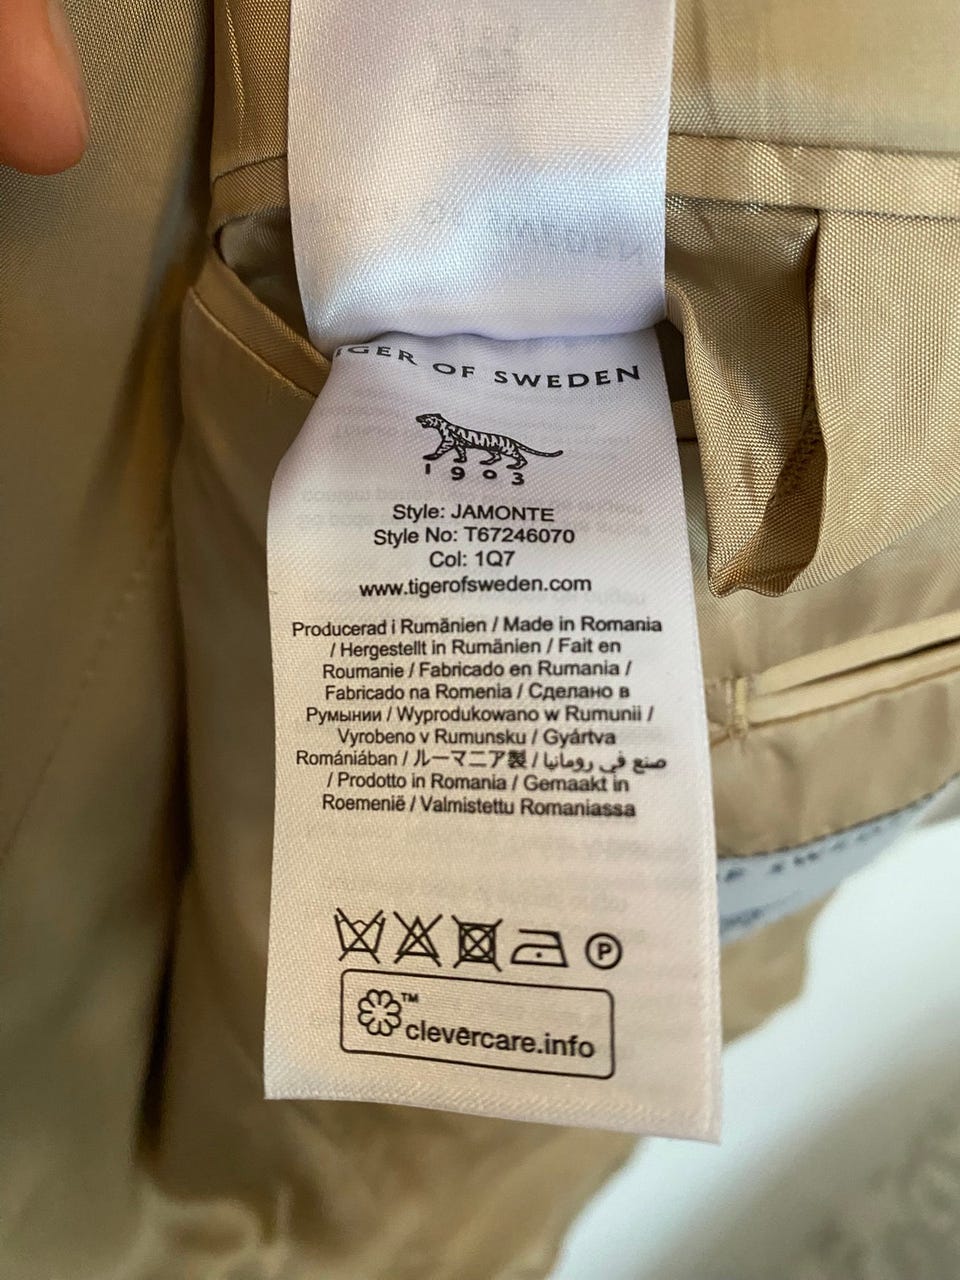 TIGER OF SWEDEN
1903
Style: JAMONTE
Style No: T67246070
Col: 1Q7
www.tigerofsweden.com
Producerad i Rumänien / Made in Romania
/ Hergestellt in Rumänien / Fait en
Roumanie / Fabricado en Rumania /
Fabricado na Romenia / Сделано в
Румынии / Wyprodukowano w Rumunii /
Vyrobeno v Rumunsku / Gyártva
Romániában / ルーマニア製 / صنع في رومانيا
/ Prodotto in Romania / Gemaakt in
Roemenië / Valmistettu Romaniassa
P
™
clevercare.info